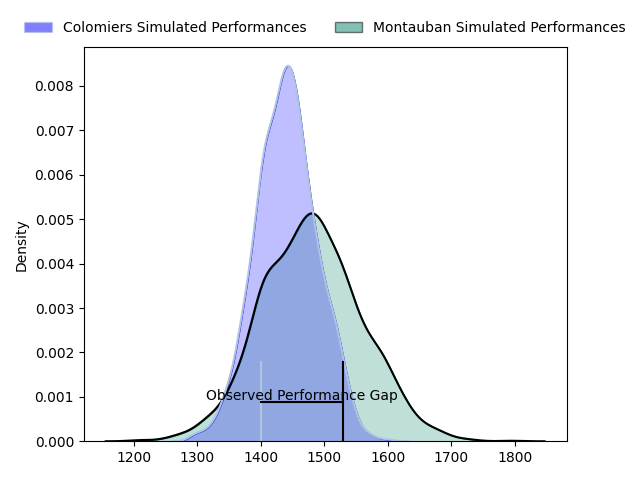 Colomiers Simulated Performances
Montauban Simulated Performances
Density
0.008
0.007
0.006
0.005
0.004
0.003
0.002
0.001
0.000
Observed Performance Gap
1200 1300 1400 1500 1600 1700 1800